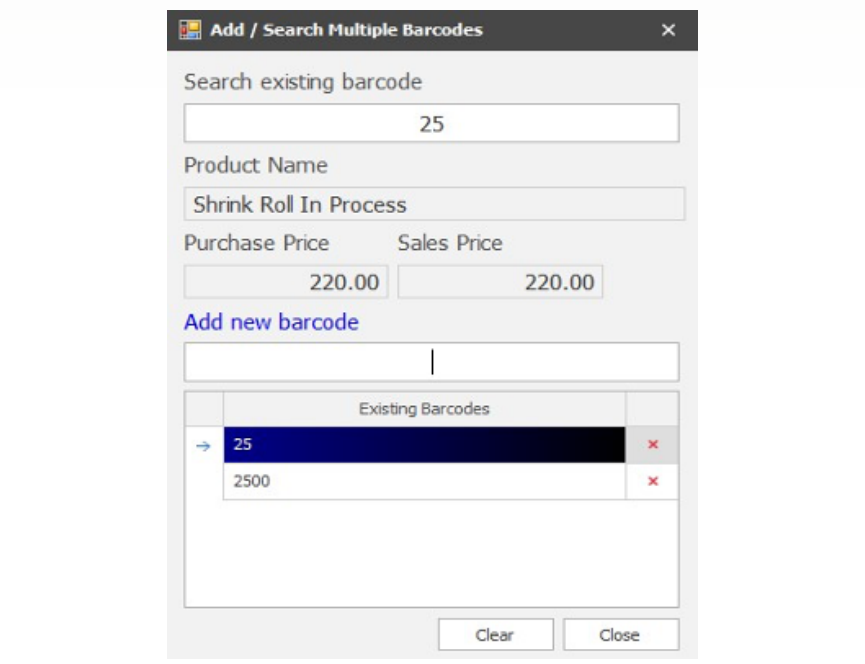 Add / Search Multiple Barcodes
Search existing barcode
25
Product Name
Shrink Roll In Process
Purchase Price Sales Price
220.00 220.00
Add new barcode
Existing Barcodes
25
2500
Clear Close